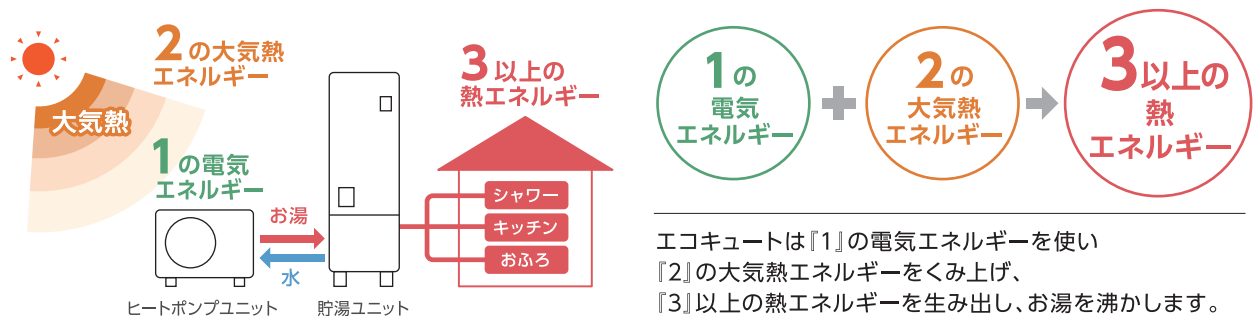 2の大気熱
エネルギー
大気熱
1の電気
エネルギー
お湯
水
ヒートポンプユニット
貯湯ユニット
3以上の
熱エネルギー
シャワー
キッチン
おふろ
1の
電気
エネルギー
2の
大気熱
エネルギー
3以上の
熱
エネルギー
エコキュートは『1』の電気エネルギーを使い
『2』の大気熱エネルギーをくみ上げ、
『3』以上の熱エネルギーを生み出し、お湯を沸かします。